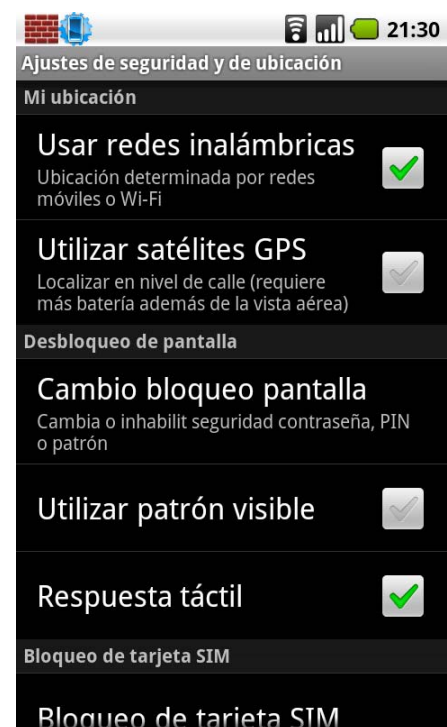 21:30
Ajustes de seguridad y de ubicación
Mi ubicación
Usar redes inalámbricas
Ubicación determinada por redes
móviles o Wi-Fi
Utilizar satélites GPS
Localizar en nivel de calle (requiere
más batería además de la vista aérea)
Desbloqueo de pantalla
Cambio bloqueo pantalla
Cambia o inhabilit seguridad contraseña, PIN
o patrón
Utilizar patrón visible
Respuesta táctil
Bloqueo de tarjeta SIM
Bloqueo de tarjeta SIM